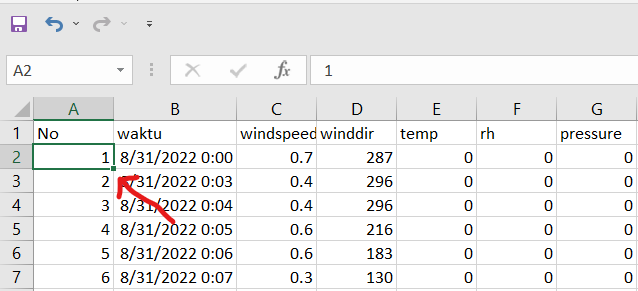 A2 fx 1
A B C D E F G
1 No waktu windspeed winddir temp rh pressure
2 1 8/31/2022 0:00 0.7 287 0 0 0
3 2 8/31/2022 0:03 0.4 296 0 0 0
4 3 8/31/2022 0:04 0.4 296 0 0 0
5 4 8/31/2022 0:05 0.6 216 0 0 0
6 5 8/31/2022 0:06 0.6 183 0 0 0
7 6 8/31/2022 0:07 0.3 130 0 0 0